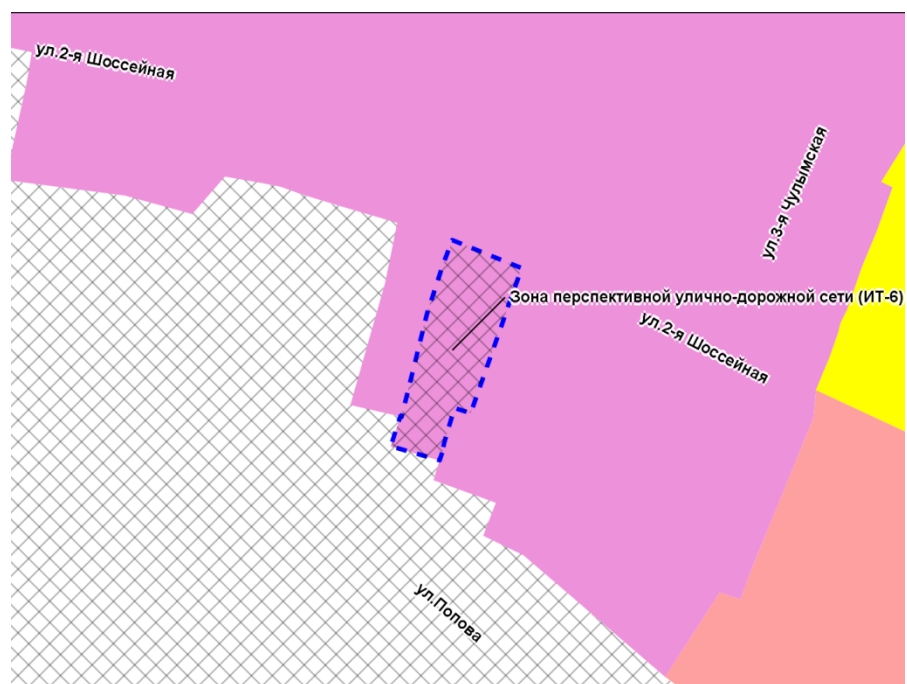 ул.2-я Шоссейная
ул.3-я Чулымская
Зона перспективной улично-дорожной сети (ИТ-6)
ул.2-я Шоссейная
ул.Попова